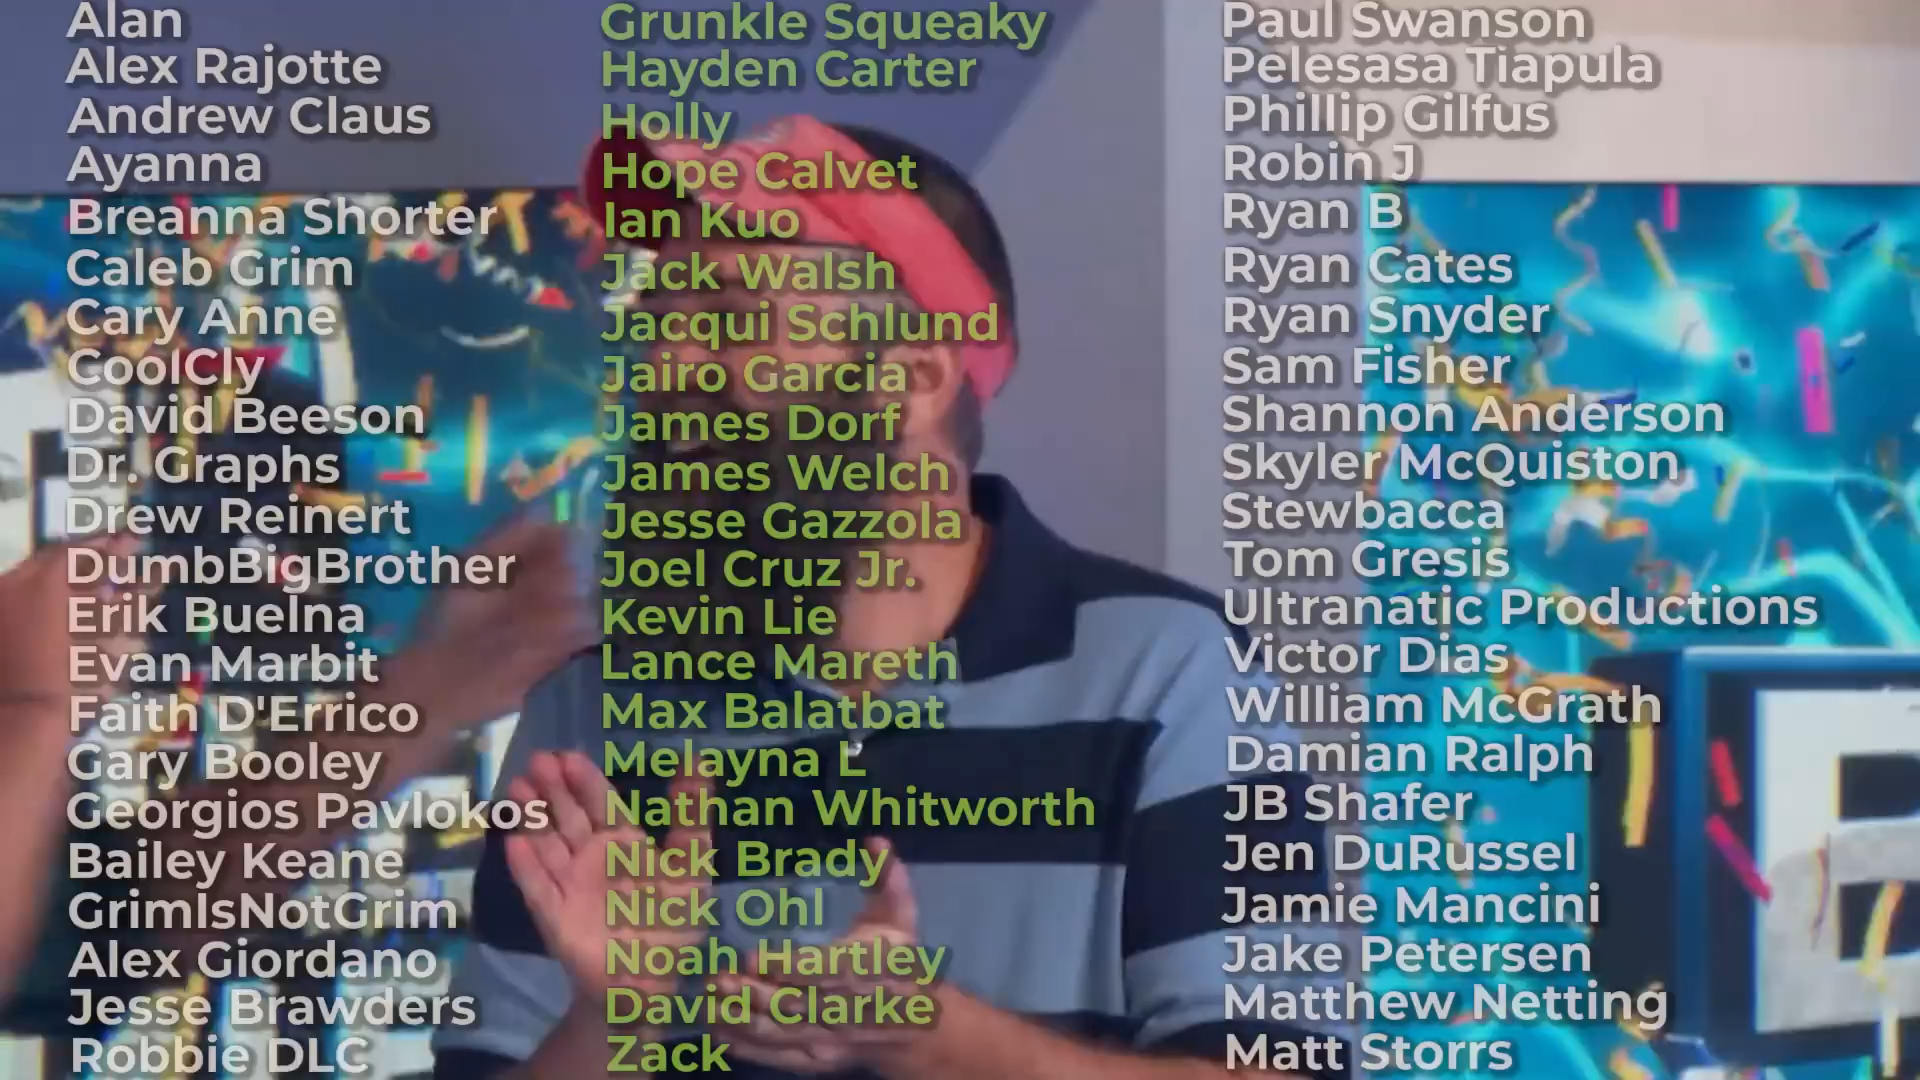 Alan
Alex Rajotte
Andrew Claus
Ayanna
Breanna Shorter
Caleb Grim
Cary Anne
CoolCly
David Beeson
Dr. Graphs
Drew Reinert
DumbBigBrother
Erik Buelna
Evan Marbit
Faith D'Errico
Gary Booley
Georgios Pavlokos
Bailey Keane
GrimIsNotGrim
Alex Giordano
Jesse Brawders
Robbie DLC
Grunkle Squeaky
Hayden Carter
Holly
Hope Calvet
Ian Kuo
Jack Walsh
Jacqui Schlund
Jairo Garcia
James Dorf
James Welch
Jesse Gazzola
Joel Cruz Jr.
Kevin Lie
Lance Mareth
Max Balatbat
Melayna L
Nathan Whitworth
Nick Brady
Nick Ohl
Noah Hartley
David Clarke
Zack
Paul Swanson
Pelesasa Tiapula
Phillip Gilfus
Robin J
Ryan B
Ryan Cates
Ryan Snyder
Sam Fisher
Shannon Anderson
Skyler McQuiston
Stewbacca
Tom Gresis
Ultranatic Productions
Victor Dias
William McGrath
Damian Ralph
JB Shafer
Jen DuRussel
Jamie Mancini
Jake Petersen
Matthew Netting
Matt Storrs